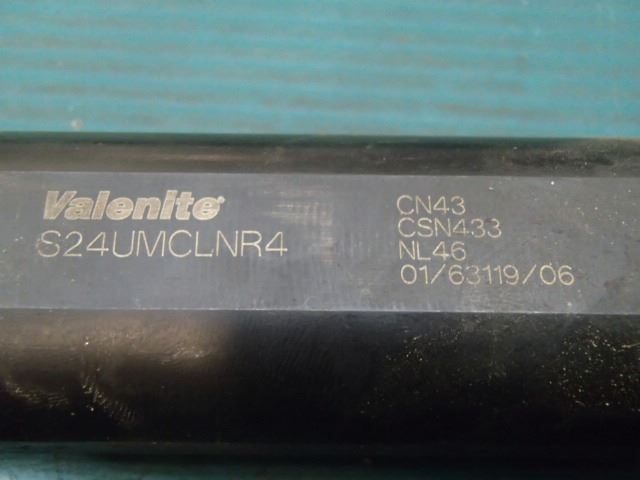 Valenite
S24UMCLNR4
CN43
CSN433
NL46
01/63119/06